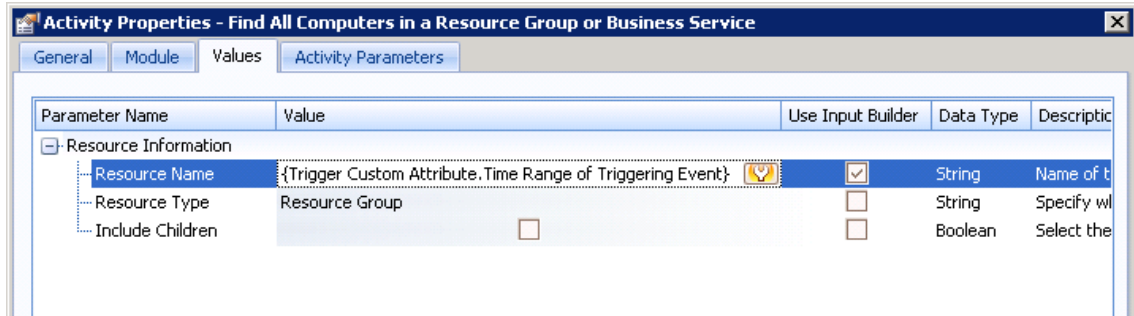 Activity Properties - Find All Computers in a Resource Group or Business Service
General Module Values Activity Parameters
Parameter Name Value Use Input Builder Data Type Descriptic
Resource Information
Resource Name {Trigger Custom Attribute.Time Range of Triggering Event} String Name of t
Resource Type Resource Group String Specify wl
Include Children Boolean Select the